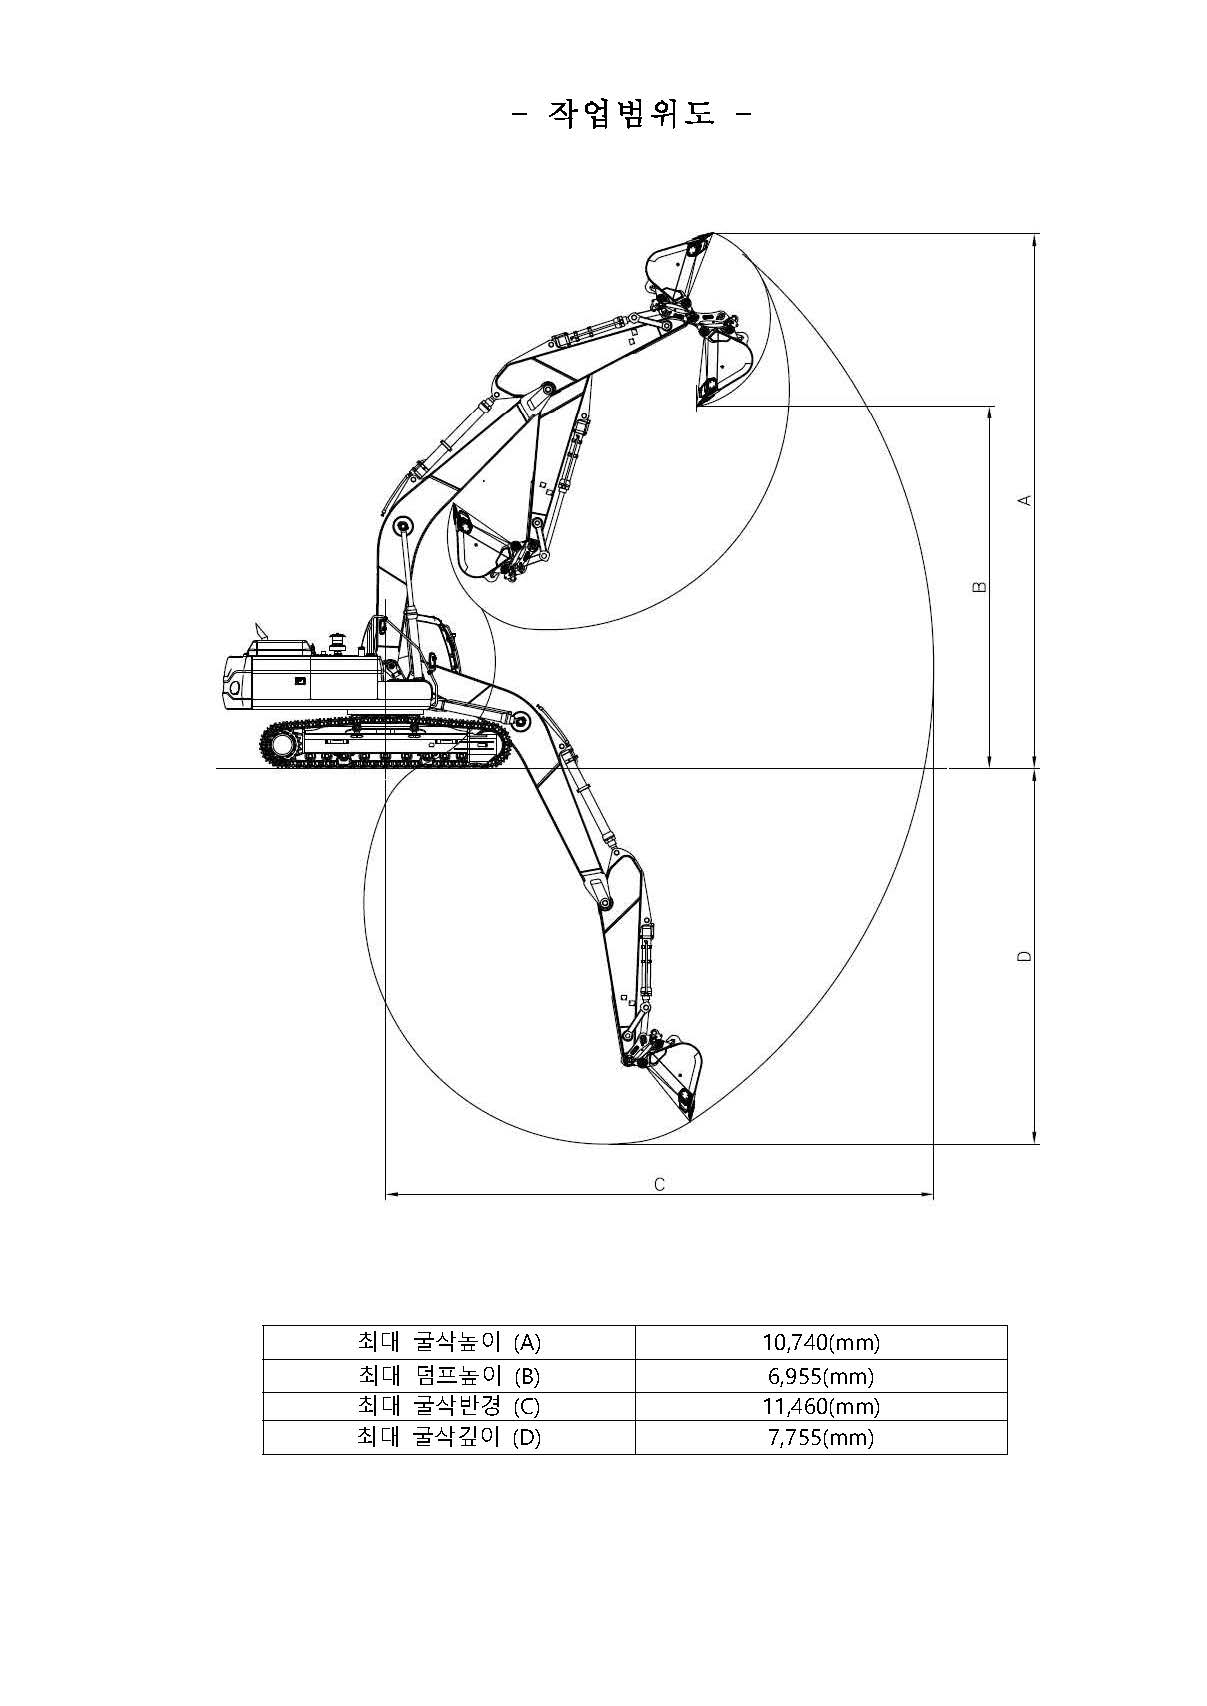 - 작업범위도 -
A
B
D
C
최대 굴삭높이 (A) 10,740(mm)
최대 덤프높이 (B) 6,955(mm)
최대 굴삭반경 (C) 11,460(mm)
최대 굴삭깊이 (D) 7,755(mm)